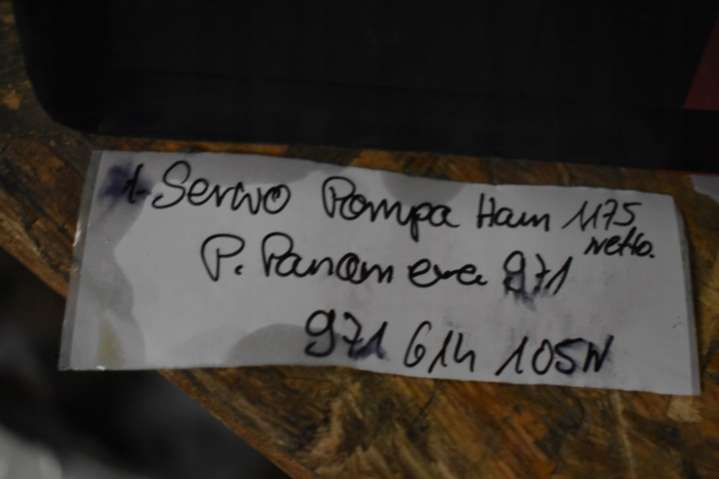 1. Serwo Pompa Ham 1175
netto.
P. Panamera 971
971 614 105N